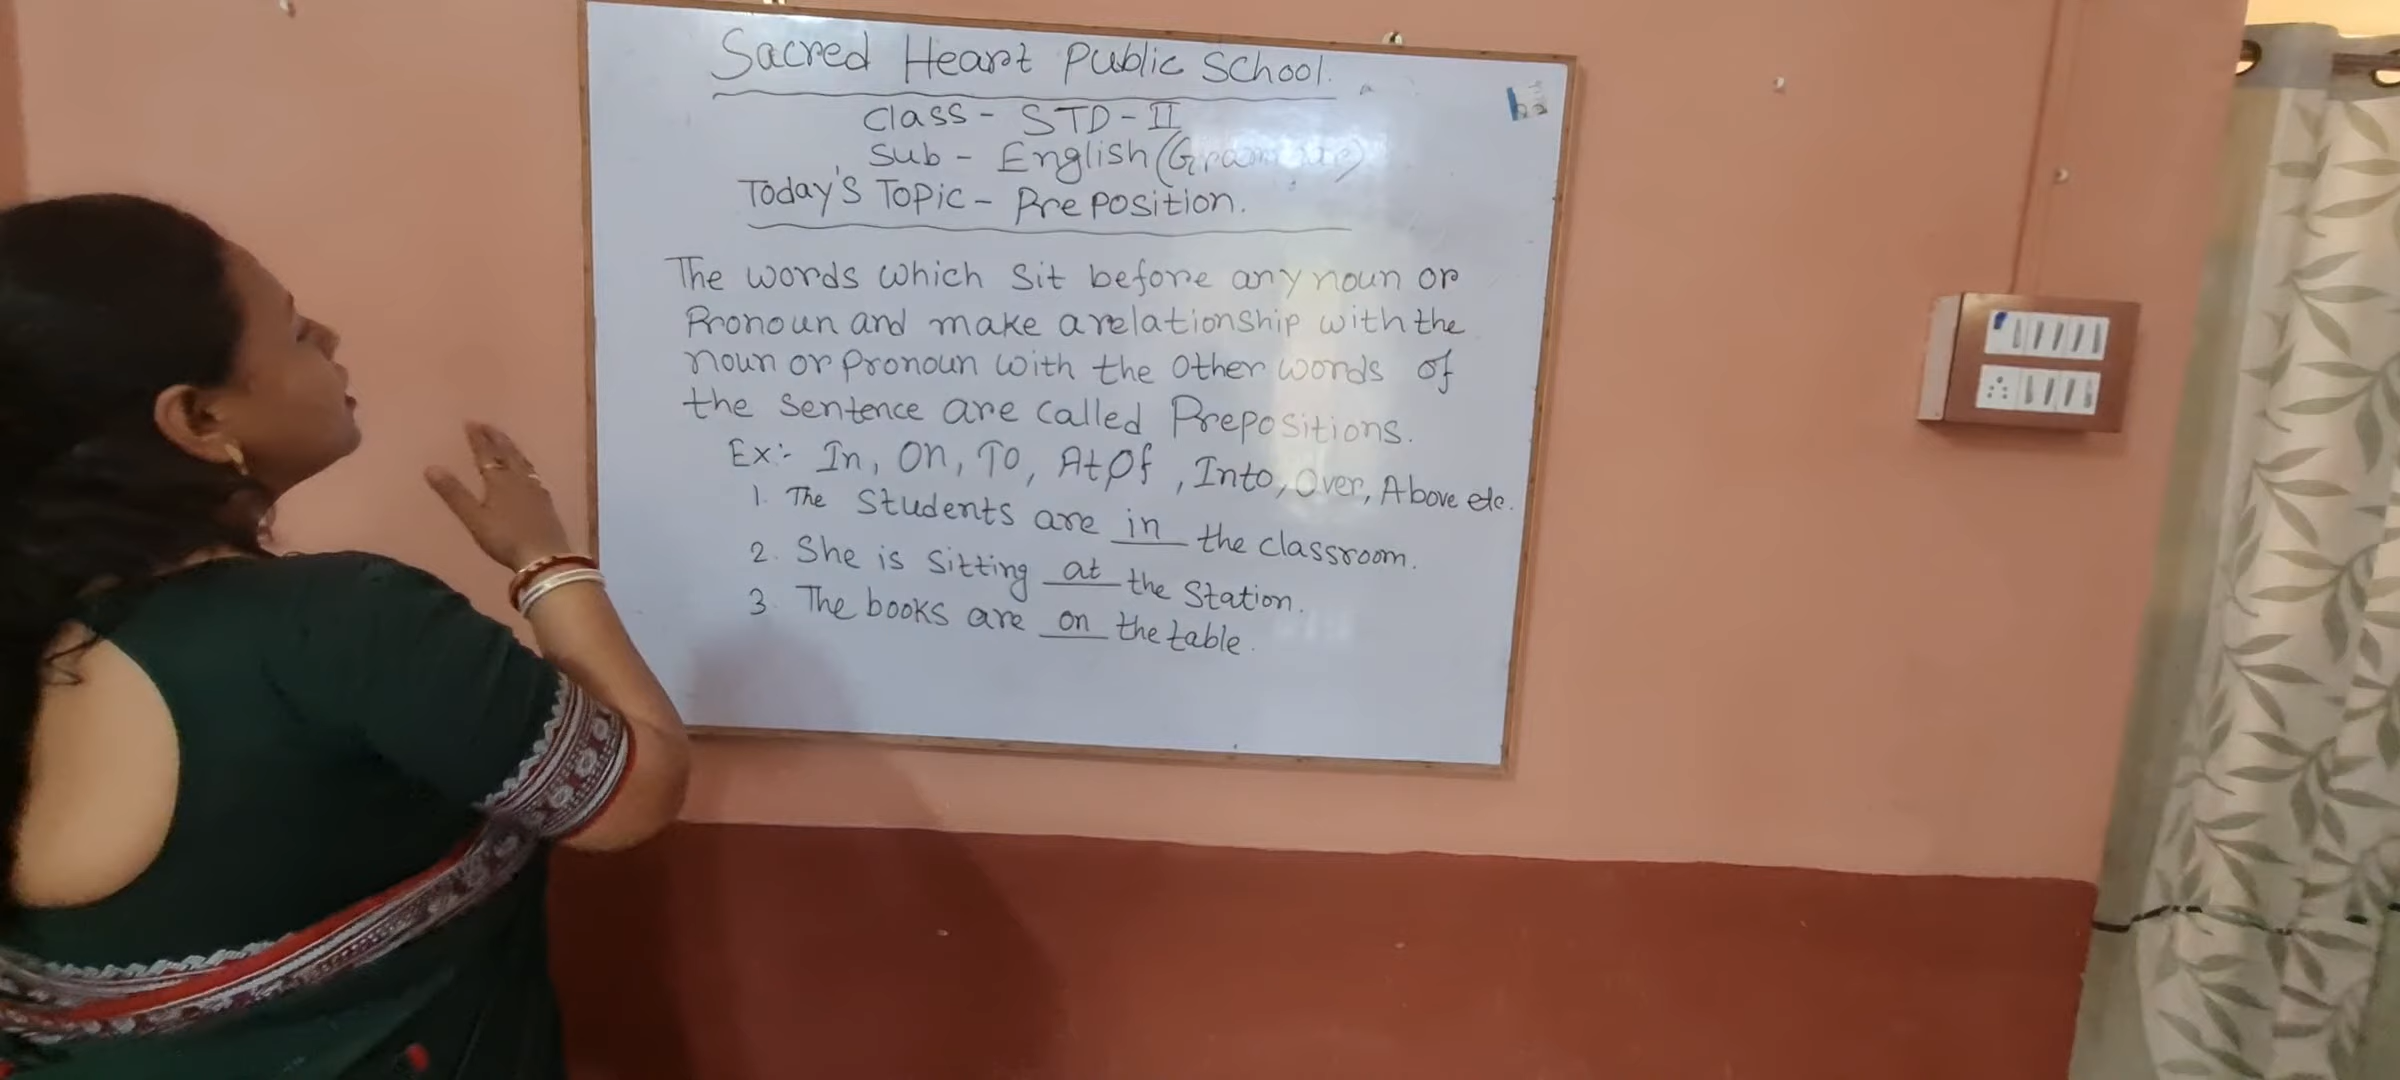 Sacred Heart Public School.
Class - STD - II
Sub - English (Grammar)
Today's Topic - Preposition.
The words which sit before any noun or
Pronoun and make a relationship with the
noun or pronoun with the other words of
the sentence are called Prepositions.
Ex:- In, On, To, At, Of, Into, Over, Above etc.
1. The Students are in the classroom.
2. She is sitting at the Station.
3. The books are on the table.